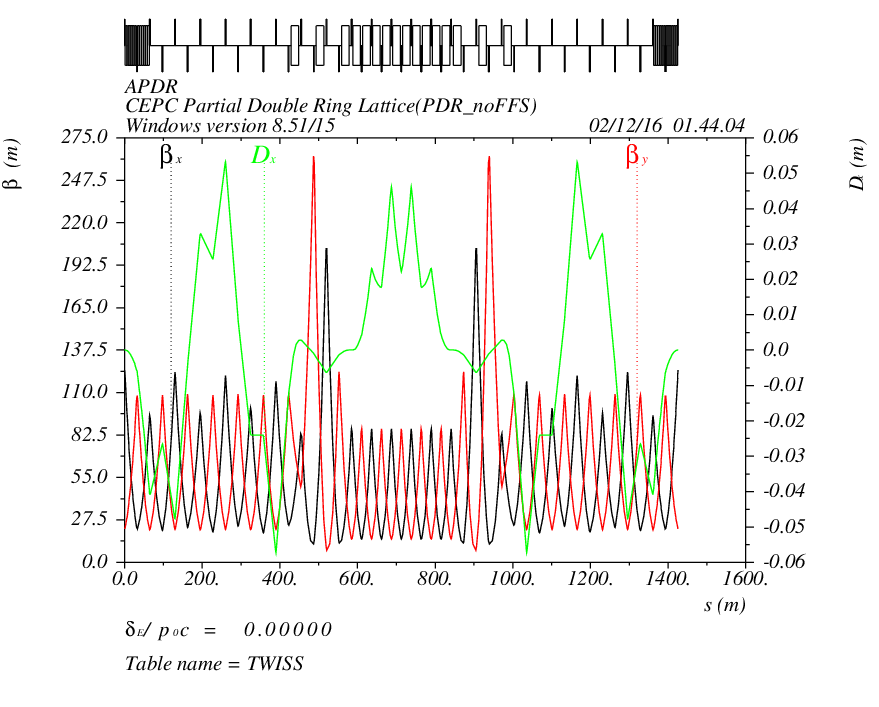 APDR
CEPC Partial Double Ring Lattice(PDR_noFFS)
Windows version 8.51/15 02/12/16 01.44.04
275.0 0.06
βx Dx βy
β (m) Dx (m)
247.5 0.05
220.0 0.04
0.03
192.5 0.02
165.0 0.01
137.5 0.0
110.0 -0.01
-0.02
82.5 -0.03
55.0 -0.04
27.5 -0.05
0.0 -0.06
0.0 200. 400. 600. 800. 1000. 1200. 1400. 1600.
s (m)
δE/ p0c = 0.00000
Table name = TWISS